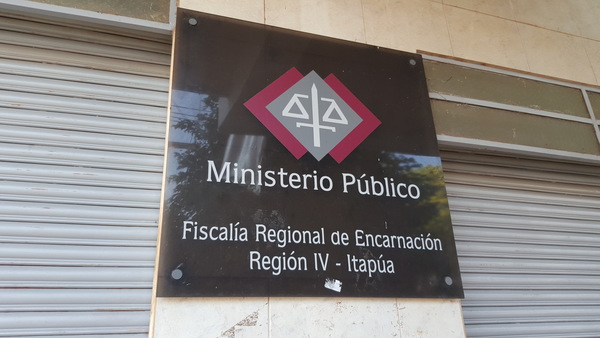 Ministerio Público
Fiscalía Regional de Encarnación
Región IV - Itapúa